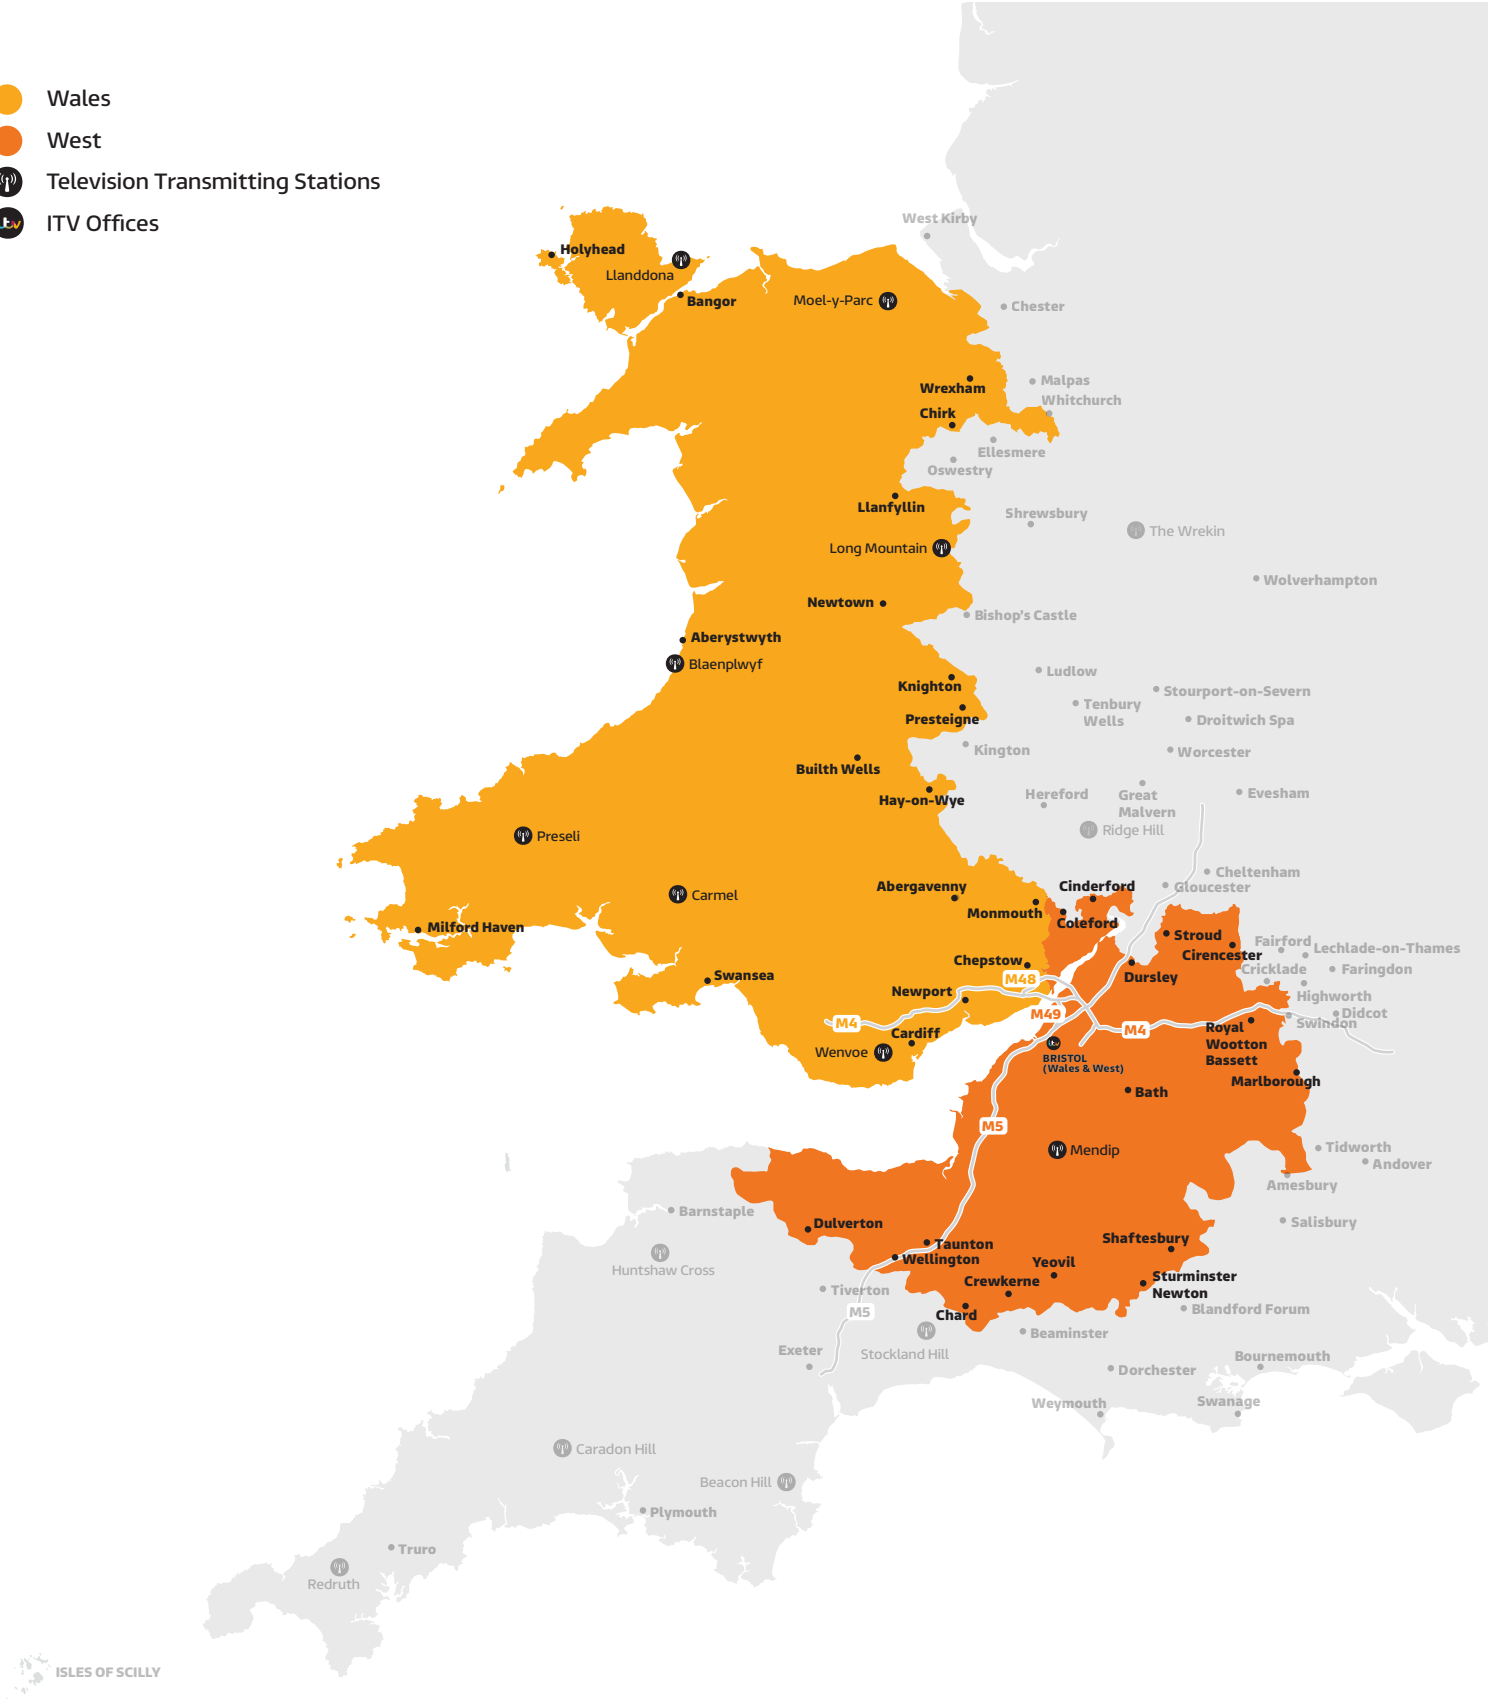 Wales
West
Television Transmitting Stations
itv
ITV Offices
West Kirby
Holyhead
Llanddona
Bangor
Moel-y-Parc
Chester
Wrexham
Malpas
Whitchurch
Chirk
Ellesmere
Oswestry
Llanfyllin
Shrewsbury
The Wrekin
Long Mountain
Wolverhampton
Newtown
Bishop's Castle
Aberystwyth
Blaenplwyf
Ludlow
Knighton
Stourport-on-Severn
Tenbury
Wells
Presteigne
Droitwich Spa
Kington
Worcester
Builth Wells
Hay-on-Wye
Hereford
Great
Malvern
Evesham
Ridge Hill
Preseli
Cheltenham
Gloucester
Abergavenny
Cinderford
Carmel
Monmouth
Coleford
Milford Haven
Stroud
Cirencester
Fairford
Lechlade-on-Thames
Chepstow
Cricklade
Faringdon
Swansea
Dursley
M48
Newport
Highworth
M49
Didcot
M4
Swindon
Cardiff
M4
Royal
Wootton
Bassett
Wenvoe
itv
BRISTOL
(Wales & West)
Marlborough
Bath
M5
Mendip
Tidworth
Andover
Amesbury
Barnstaple
Dulverton
Salisbury
Shaftesbury
Taunton
Wellington
Huntshaw Cross
Yeovil
Crewkerne
Sturminster
Newton
Tiverton
M5
Chard
Blandford Forum
Beaminster
Exeter
Stockland Hill
Bournemouth
Dorchester
Weymouth
Swanage
Caradon Hill
Beacon Hill
Plymouth
Truro
Redruth
ISLES OF SCILLY